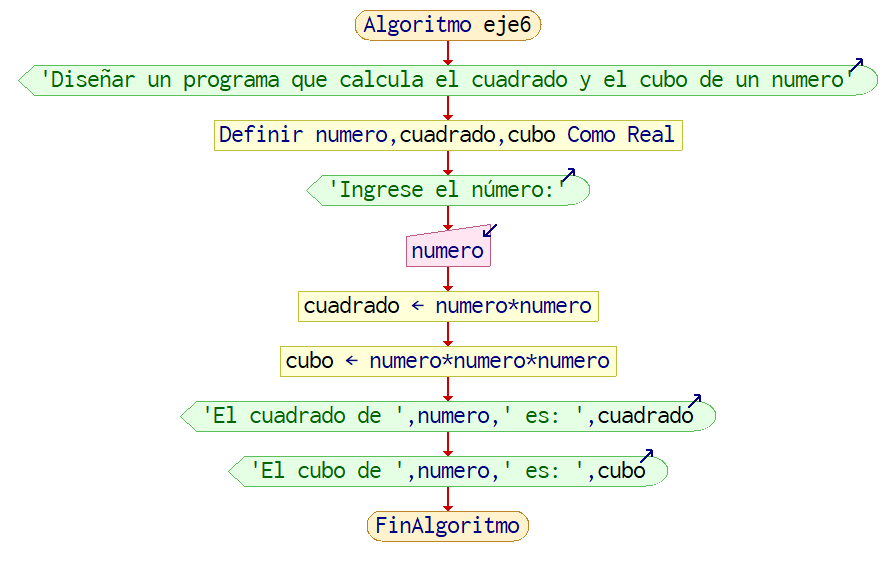 Algoritmo eje6
'Diseñar un programa que calcula el cuadrado y el cubo de un numero'
Definir numero,cuadrado,cubo Como Real
'Ingrese el número:'
numero
cuadrado ← numero*numero
cubo ← numero*numero*numero
'El cuadrado de ',numero,' es: ',cuadrado
'El cubo de ',numero,' es: ',cubo
FinAlgoritmo